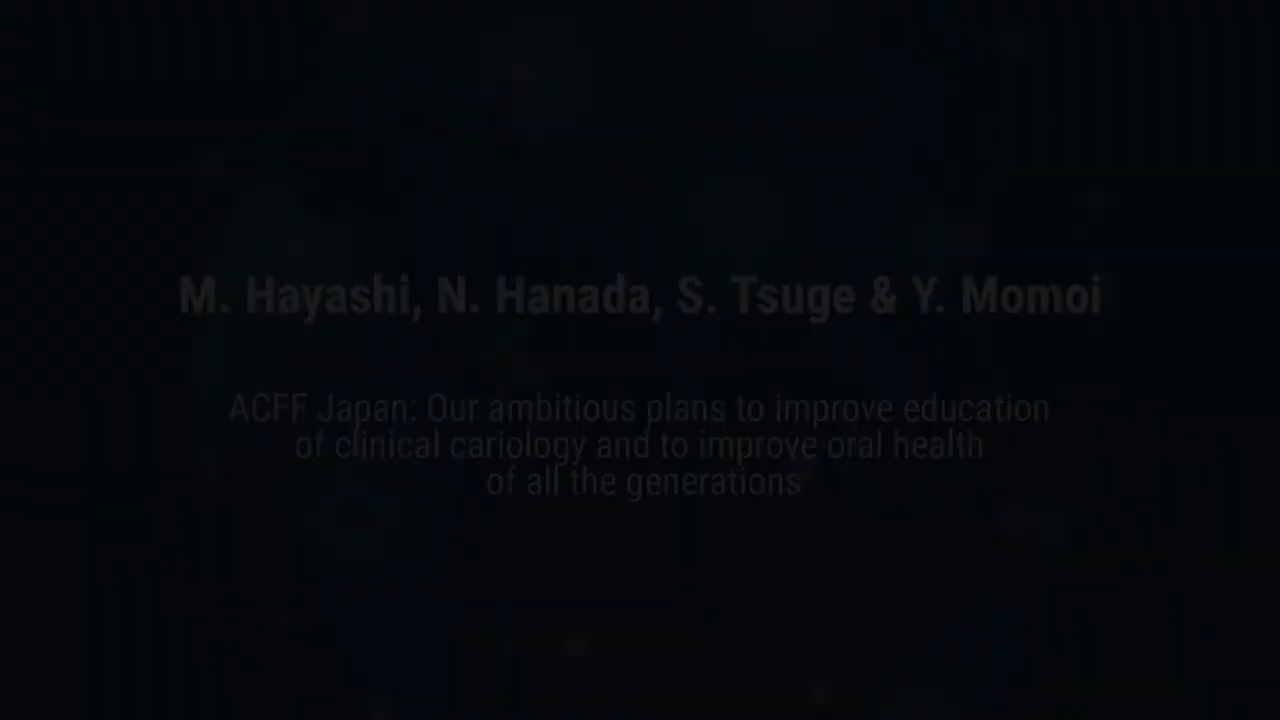 M. Hayashi, N. Hanada, S. Tsuge & Y. Momoi
ACFF Japan: Our ambitious plans to improve education
of clinical cariology and to improve oral health
of all the generations